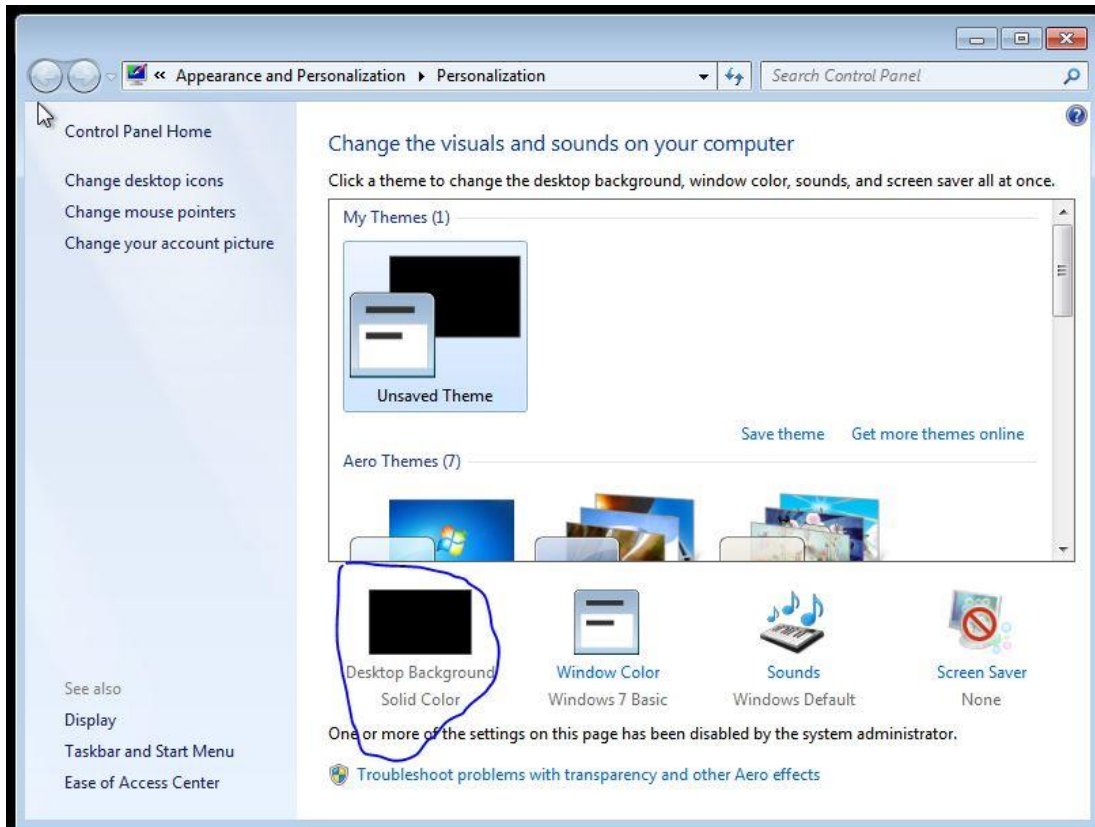 « Appearance and Personalization ▸ Personalization
Search Control Panel
Control Panel Home
Change desktop icons
Change mouse pointers
Change your account picture
See also
Display
Taskbar and Start Menu
Ease of Access Center
Change the visuals and sounds on your computer
Click a theme to change the desktop background, window color, sounds, and screen saver all at once.
My Themes (1)
Unsaved Theme
Save theme Get more themes online
Aero Themes (7)
Desktop Background Window Color Sounds Screen Saver
Solid Color Windows 7 Basic Windows Default None
One or more of the settings on this page has been disabled by the system administrator.
Troubleshoot problems with transparency and other Aero effects